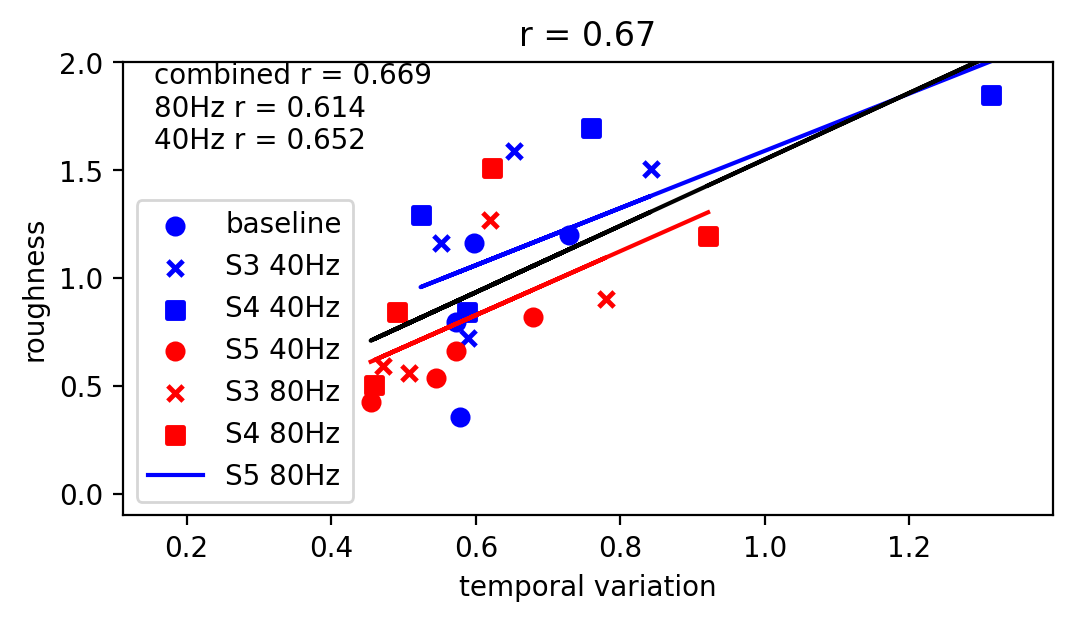 r = 0.67
combined r = 0.669
80Hz r = 0.614
40Hz r = 0.652
2.0
1.5
1.0
0.5
0.0
roughness
baseline
S3 40Hz
S4 40Hz
S5 40Hz
S3 80Hz
S4 80Hz
S5 80Hz
0.2 0.4 0.6 0.8 1.0 1.2
temporal variation